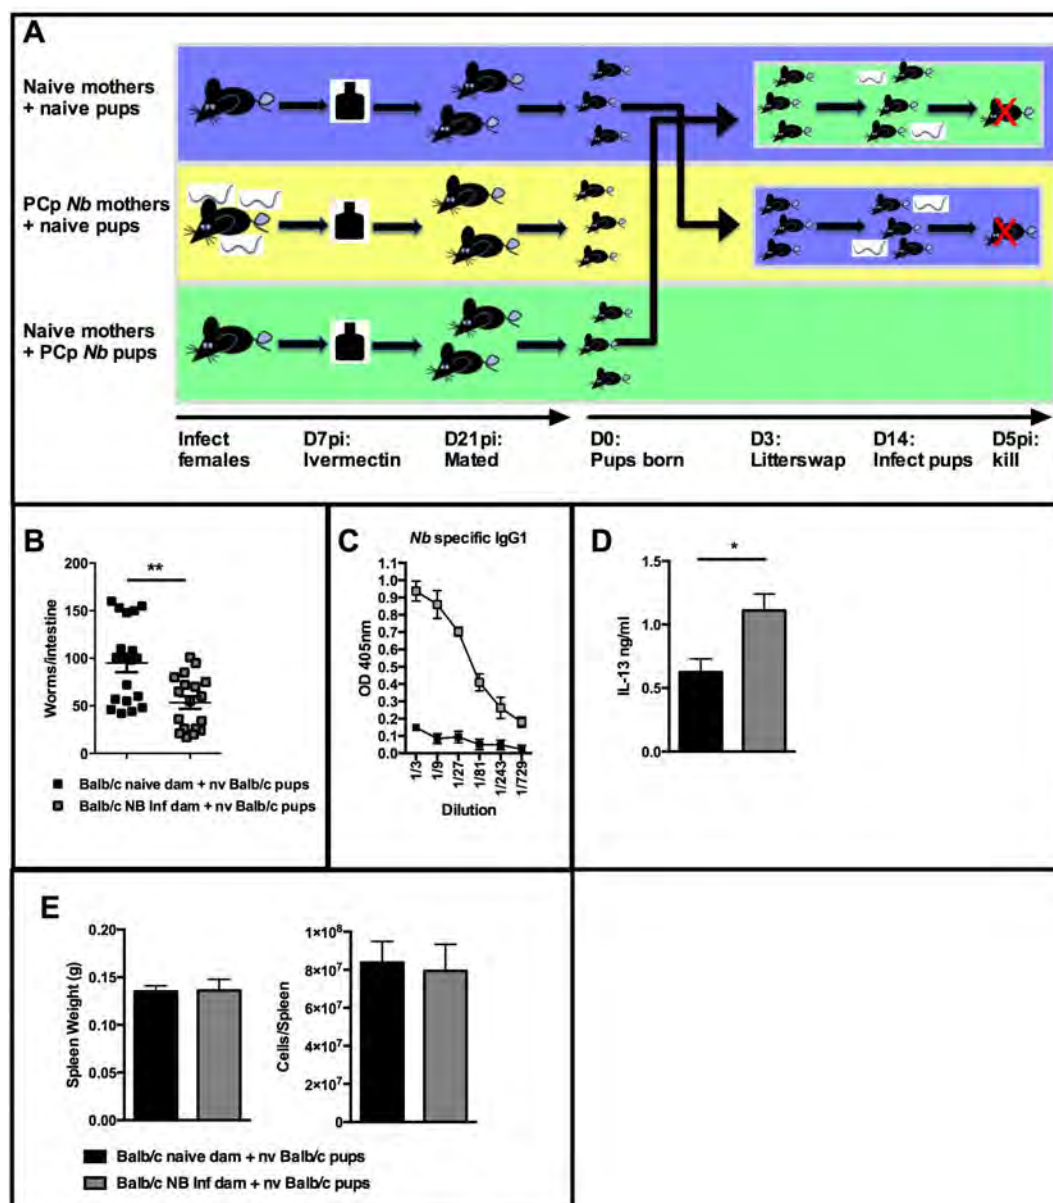 A
Naive mothers
+ naive pups
PCp Nb mothers
+ naive pups
Naive mothers
+ PCp Nb pups
Infect
females
D7pi:
Ivermectin
D21pi:
Mated
D0:
Pups born
D3:
Litterswap
D14:
Infect pups
D5pi:
kill
B
Worms/intestine
200
150
100
50
0
**
Balb/c naive dam + nv Balb/c pups
Balb/c NB Inf dam + nv Balb/c pups
C
Nb specific IgG1
OD 405nm
1.1
1.0
0.9
0.8
0.7
0.6
0.5
0.4
0.3
0.2
0.1
0.0
1/3
1/9
1/27
1/81
1/243
1/729
Dilution
D
IL-13 ng/ml
1.5
1.0
0.5
0.0
*
E
Spleen Weight (g)
0.20
0.15
0.10
0.05
0.00
Cells/Spleen
1×10⁸
8×10⁷
6×10⁷
4×10⁷
2×10⁷
0
Balb/c naive dam + nv Balb/c pups
Balb/c NB Inf dam + nv Balb/c pups